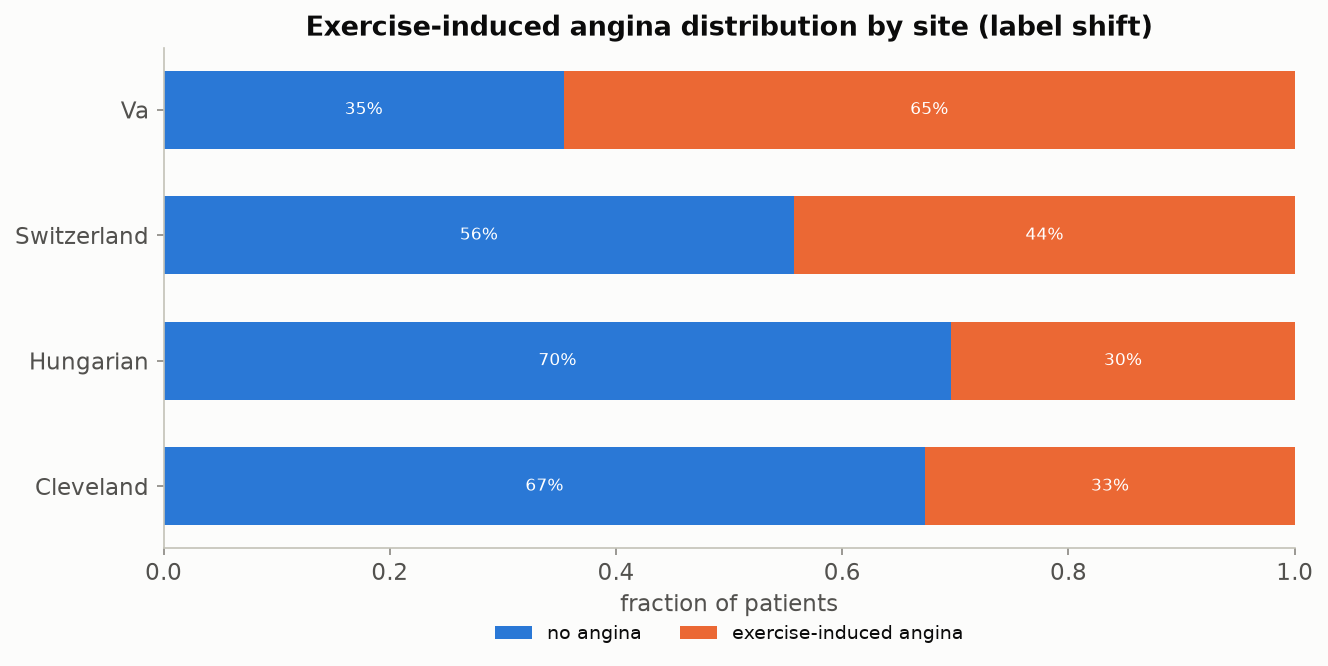 Exercise-induced angina distribution by site (label shift)
Va
35%
65%
Switzerland
56%
44%
Hungarian
70%
30%
Cleveland
67%
33%
0.0
0.2
0.4
0.6
0.8
1.0
fraction of patients
no angina
exercise-induced angina